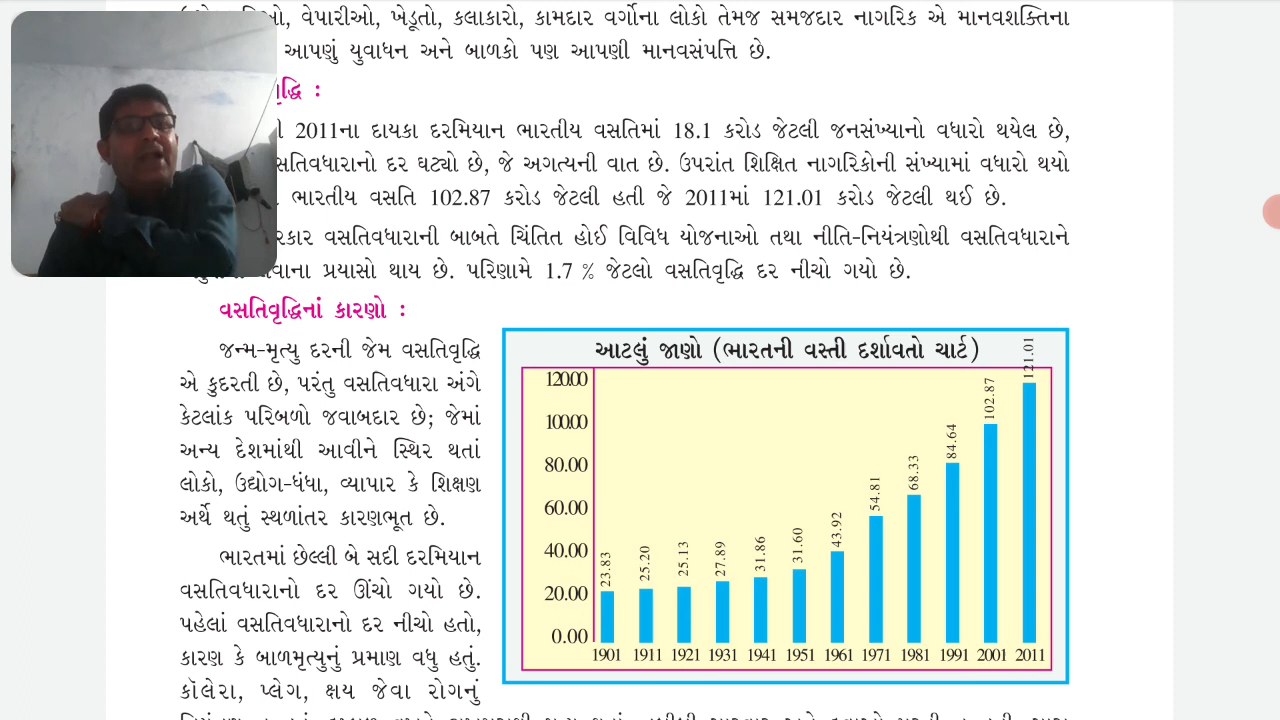 વેપારીઓ, ખેડૂતો, કલાકારો, કામદાર વર્ગોના લોકો તેમજ સમજદાર નાગરિક એ માનવશક્તિના
આપણું યુવાધન અને બાળકો પણ આપણી માનવસંપત્તિ છે.
2011ના દાયકા દરમિયાન ભારતીય વસતિમાં 18.1 કરોડ જેટલી જનસંખ્યાનો વધારો થયેલ છે,
દર ઘટ્યો છે, જે અગત્યની વાત છે. ઉપરાંત શિક્ષિત નાગરિકોની સંખ્યામાં વધારો થયો
ભારતીય વસતિ 102.87 કરોડ જેટલી હતી જે 2011માં 121.01 કરોડ જેટલી થઈ છે.
વસતિવધારાની બાબતે ચિંતિત હોઈ વિવિધ યોજનાઓ તથા નીતિ-નિયંત્રણોથી વસતિવધારાને
પ્રયાસો થાય છે. પરિણામે 1.7 % જેટલો વસતિવૃદ્ધિ દર નીચો ગયો છે.
વસતિવૃદ્ધિનાં કારણો :
જન્મ-મૃત્યુ દરની જેમ વસતિવૃદ્ધિ
એ કુદરતી છે, પરંતુ વસતિવધારા અંગે
કેટલાંક પરિબળો જવાબદાર છે; જેમાં
અન્ય દેશમાંથી આવીને સ્થિર થતાં
લોકો, ઉદ્યોગ-ધંધા, વ્યાપાર કે શિક્ષણ
અર્થે થતું સ્થળાંતર કારણભૂત છે.
ભારતમાં છેલ્લી બે સદી દરમિયાન
વસતિવધારાનો દર ઊંચો ગયો છે.
પહેલાં વસતિવધારાનો દર નીચો હતો,
કારણ કે બાળમૃત્યુનું પ્રમાણ વધુ હતું.
કૉલેરા, પ્લેગ, ક્ષય જેવા રોગનું
આટલું જાણો (ભારતની વસ્તી દર્શાવતો ચાર્ટ)
120.00
100.00
80.00
60.00
40.00
20.00
0.00
23.83 25.20 25.13 27.89 31.86 31.60 43.92 54.81 68.33 84.64 102.87 121.01
1901 1911 1921 1931 1941 1951 1961 1971 1981 1991 2001 2011